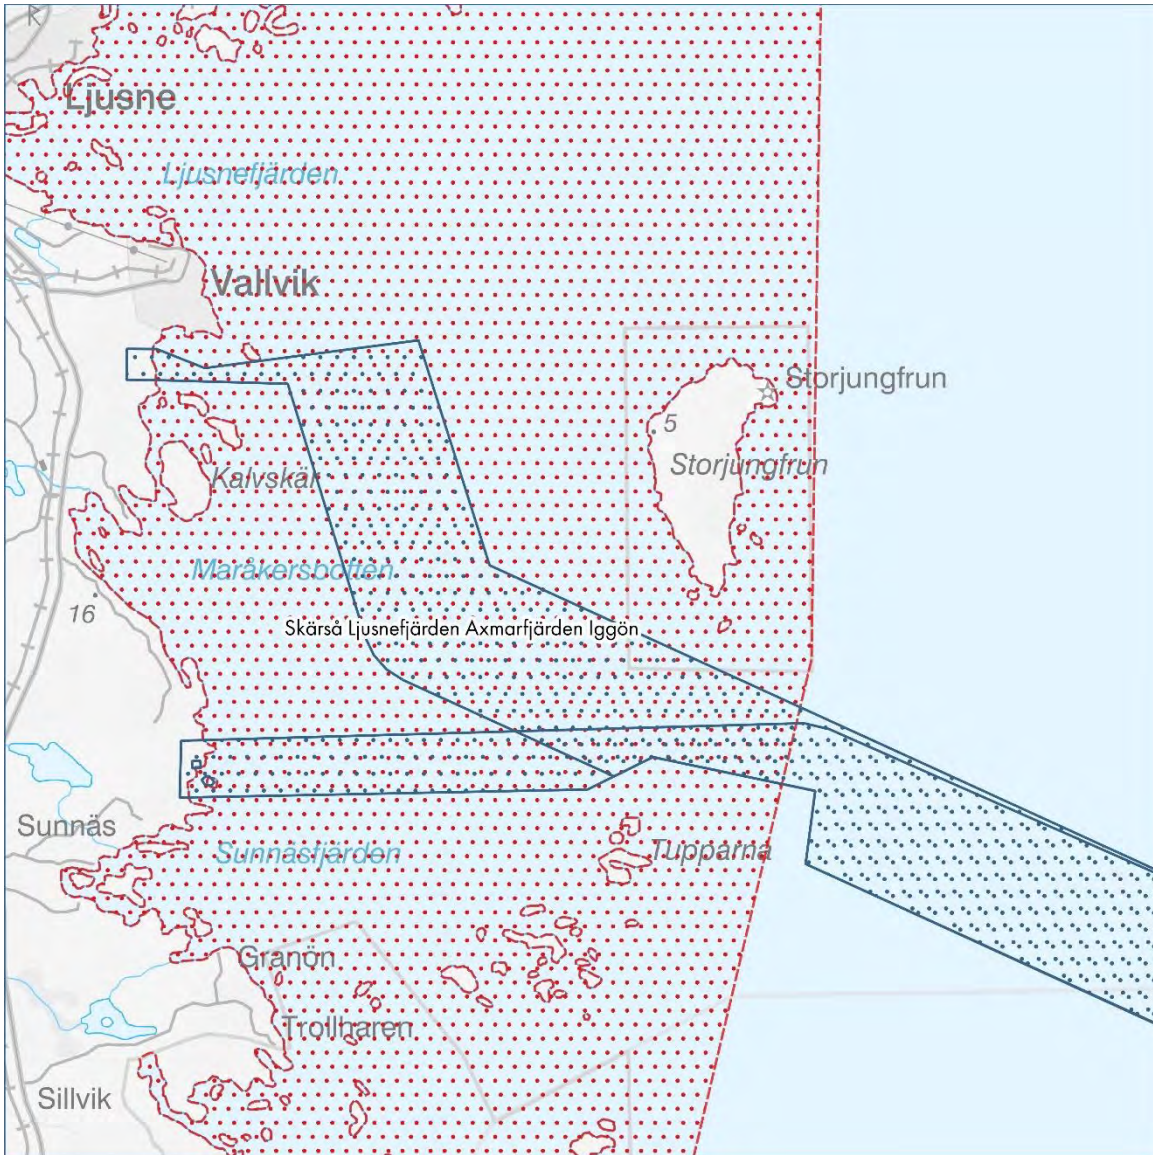 Ljusne
Ljusnefjärden
Vallvik
Storjungfrun
5
Storjungfrun
Kalvskär
Maråkersbotten
16
Skärså Ljusnefjärden Axmarfjärden Iggön
Sunnäs
Sunnäsfjärden
Tupparna
Granön
Trollharen
Sillvik